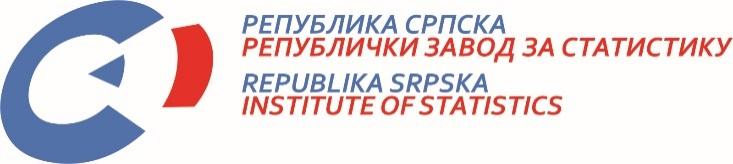 РЕПУБЛИКА СРПСКА
РЕПУБЛИЧКИ ЗАВОД ЗА СТАТИСТИКУ
REPUBLIKA SRPSKA
INSTITUTE OF STATISTICS